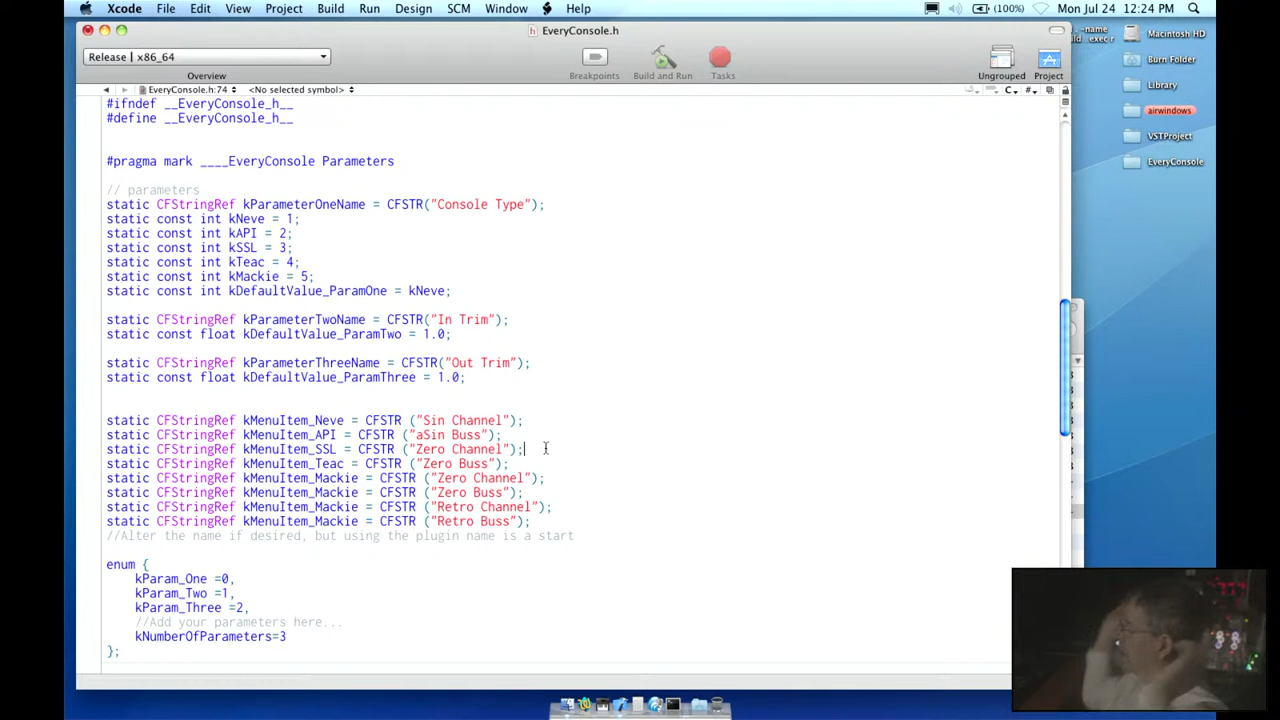 Xcode File Edit View Project Build Run Design SCM Window Help (100%) Mon Jul 24 12:24 PM
EveryConsole.h
Release | x86_64
Overview Breakpoints Build and Run Tasks Ungrouped Project
EveryConsole.h:74 <No selected symbol>
#ifndef __EveryConsole_h__
#define __EveryConsole_h__
#pragma mark ____EveryConsole Parameters
// parameters
static CFStringRef kParameterOneName = CFSTR("Console Type");
static const int kNeve = 1;
static const int kAPI = 2;
static const int kSSL = 3;
static const int kTeac = 4;
static const int kMackie = 5;
static const int kDefaultValue_ParamOne = kNeve;
static CFStringRef kParameterTwoName = CFSTR("In Trim");
static const float kDefaultValue_ParamTwo = 1.0;
static CFStringRef kParameterThreeName = CFSTR("Out Trim");
static const float kDefaultValue_ParamThree = 1.0;
static CFStringRef kMenuItem_Neve = CFSTR ("Sin Channel");
static CFStringRef kMenuItem_API = CFSTR ("aSin Buss");
static CFStringRef kMenuItem_SSL = CFSTR ("Zero Channel");
static CFStringRef kMenuItem_Teac = CFSTR ("Zero Buss");
static CFStringRef kMenuItem_Mackie = CFSTR ("Zero Channel");
static CFStringRef kMenuItem_Mackie = CFSTR ("Zero Buss");
static CFStringRef kMenuItem_Mackie = CFSTR ("Retro Channel");
static CFStringRef kMenuItem_Mackie = CFSTR ("Retro Buss");
//Alter the name if desired, but using the plugin name is a start
enum {
kParam_One =0,
kParam_Two =1,
kParam_Three =2,
//Add your parameters here...
kNumberOfParameters=3
};
-name
Macintosh HD
Burn Folder
Library
airwindows
VSTProject
EveryConsole